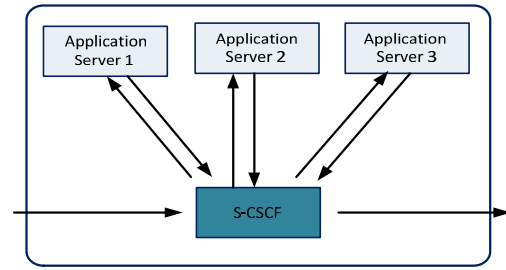 Application
Server 1
Application
Server 2
Application
Server 3
S-CSCF